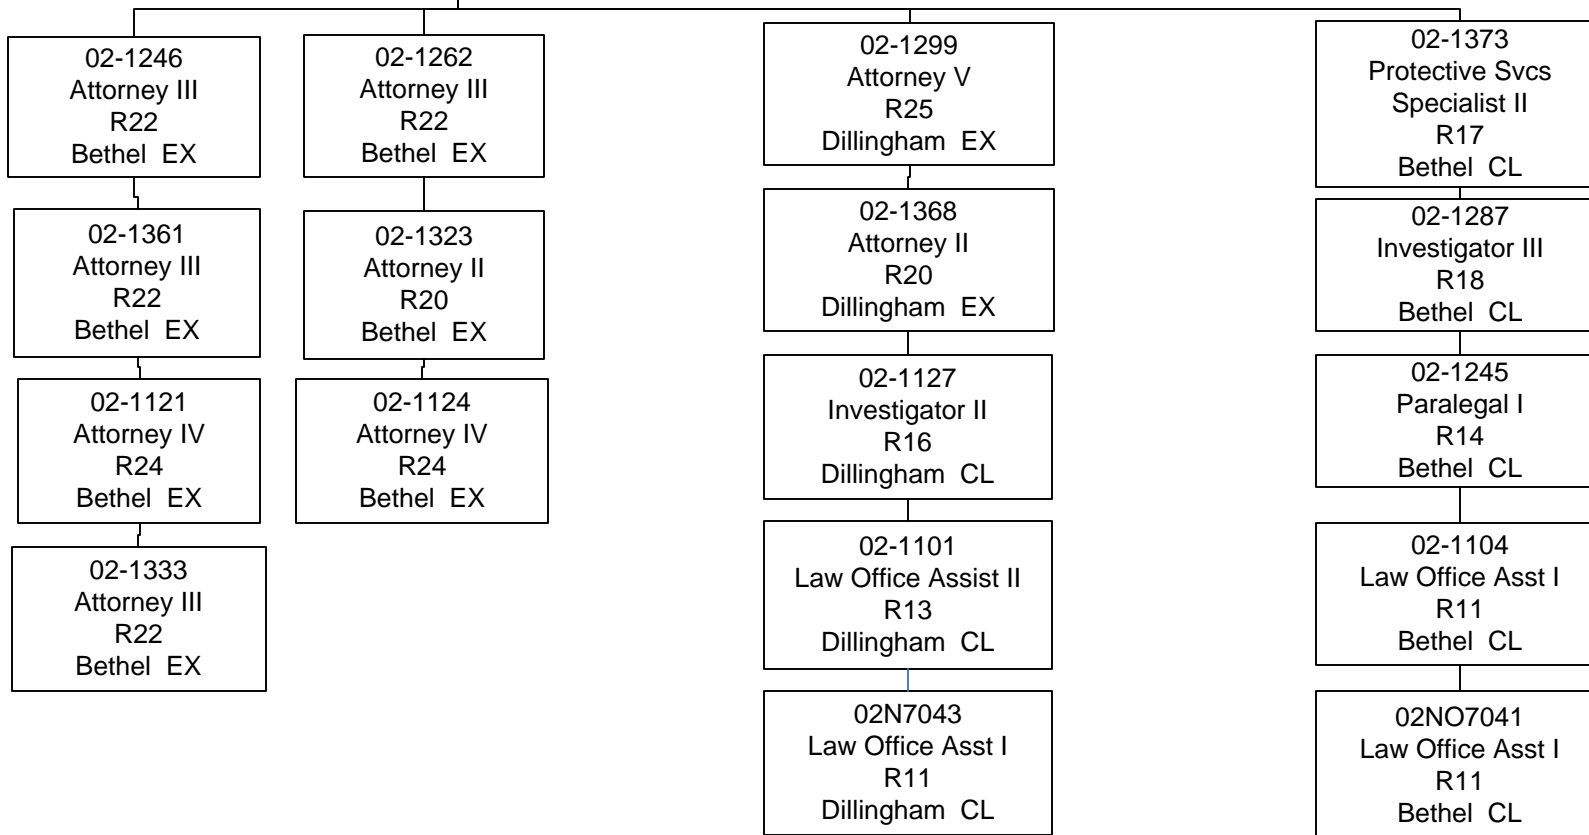 02-1246
Attorney III
R22
Bethel  EX
02-1361
Attorney III
R22
Bethel  EX
02-1121
Attorney IV
R24
Bethel  EX
02-1333
Attorney III
R22
Bethel  EX
02-1262
Attorney III
R22
Bethel  EX
02-1323
Attorney II
R20
Bethel  EX
02-1124
Attorney IV
R24
Bethel  EX
02-1299
Attorney V
R25
Dillingham  EX
02-1368
Attorney II
R20
Dillingham  EX
02-1127
Investigator II
R16
Dillingham  CL
02-1101
Law Office Assist II
R13
Dillingham  CL
02N7043
Law Office Asst I
R11
Dillingham  CL
02-1373
Protective Svcs
Specialist II
R17
Bethel  CL
02-1287
Investigator III
R18
Bethel  CL
02-1245
Paralegal I
R14
Bethel  CL
02-1104
Law Office Asst I
R11
Bethel  CL
02NO7041
Law Office Asst I
R11
Bethel  CL